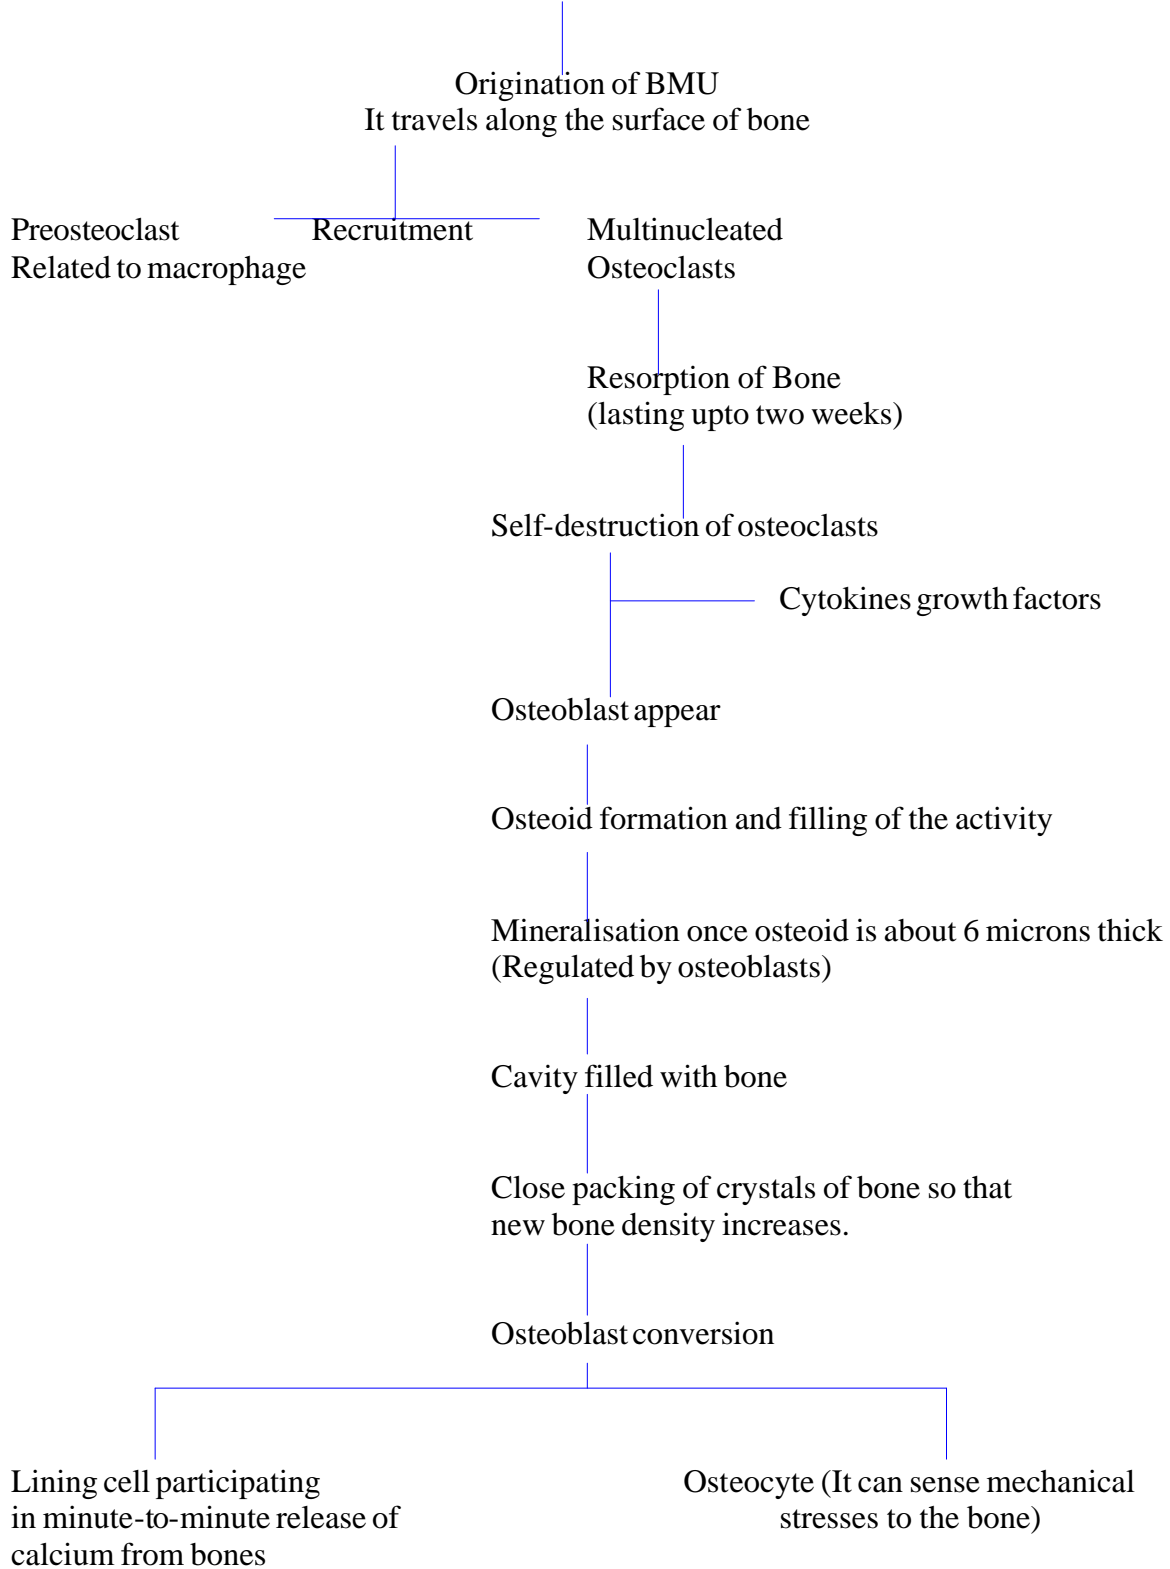 Origination of BMU
It travels along the surface of bone
Preosteoclast
Related to macrophage
Recruitment
Multinucleated
Osteoclasts
Resorption of Bone
(lasting upto two weeks)
Self-destruction of osteoclasts
Cytokines growth factors
Osteoblast appear
Osteoid formation and filling of the activity
Mineralisation once osteoid is about 6 microns thick
(Regulated by osteoblasts)
Cavity filled with bone
Close packing of crystals of bone so that
new bone density increases.
Osteoblast conversion
Lining cell participating
in minute-to-minute release of
calcium from bones
Osteocyte (It can sense mechanical
stresses to the bone)